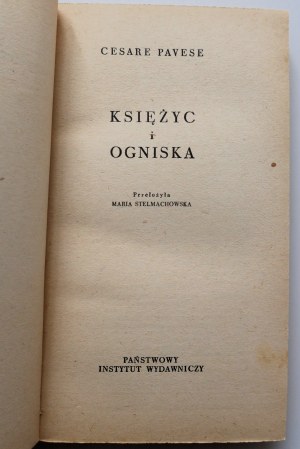 CESARE PAVESE
KSIĘŻYC
i
OGNISKA
Przełożyła
MARIA STELMACHOWSKA
PAŃSTWOWY
INSTYTUT WYDAWNICZY